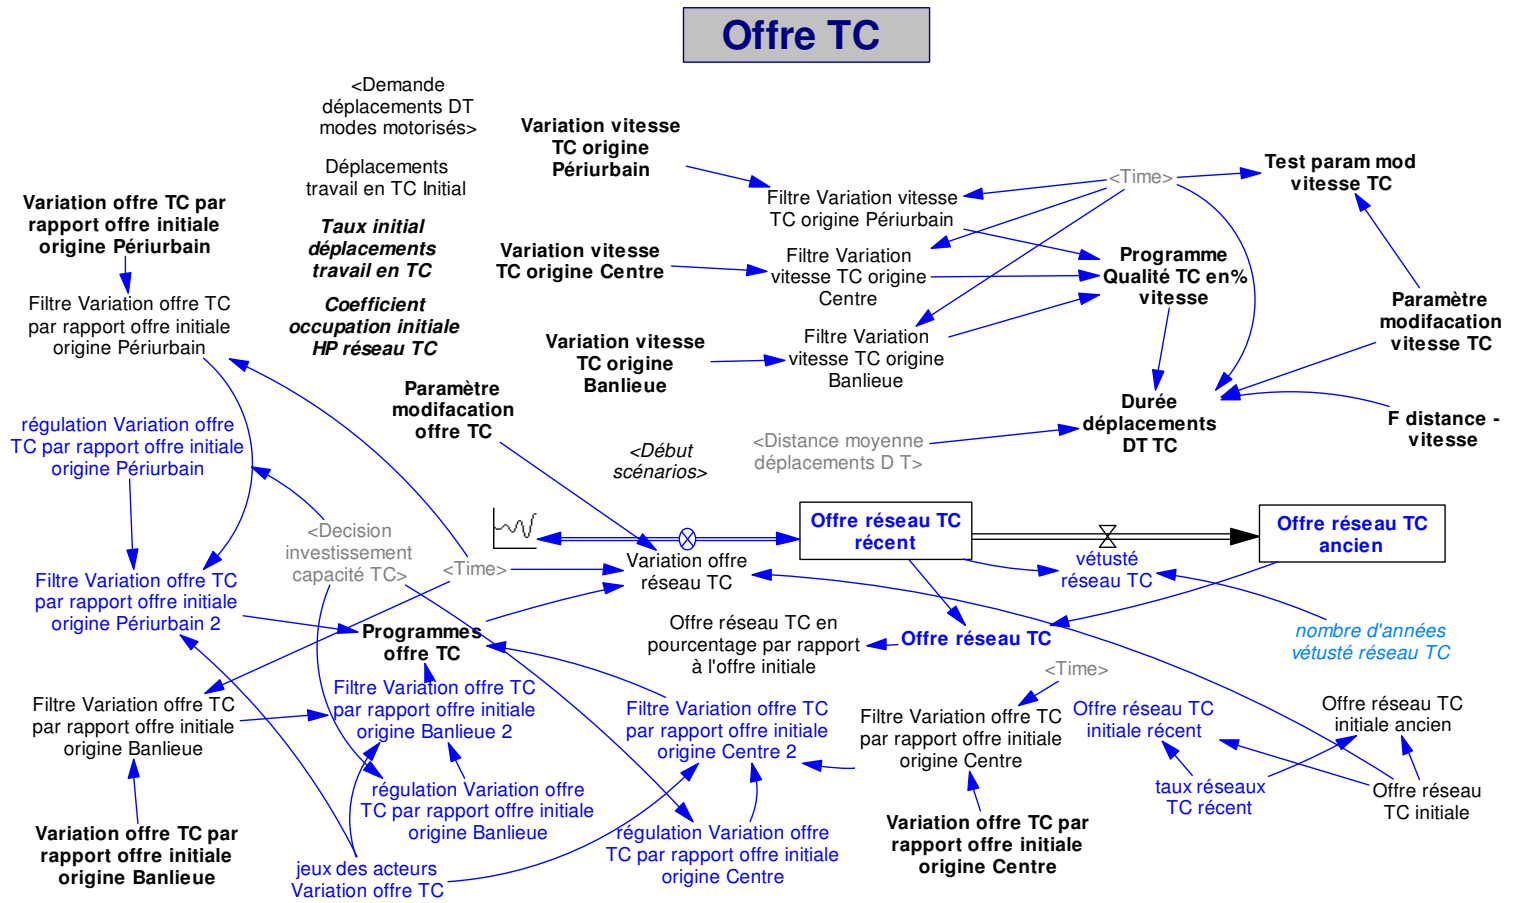 Offre TC
<Demande
déplacements DT
modes motorisés>
Déplacements
travail en TC Initial
Taux initial
déplacements
travail en TC
Coefficient
occupation initiale
HP réseau TC
Variation vitesse
TC origine
Périurbain
Variation vitesse
TC origine Centre
Variation vitesse
TC origine
Banlieue
Filtre Variation vitesse
TC origine Périurbain
Filtre Variation
vitesse TC origine
Centre
Filtre Variation
vitesse TC origine
Banlieue
<Time>
Test param mod
vitesse TC
Programme
Qualité TC en%
vitesse
Paramètre
modifacation
vitesse TC
Durée
déplacements
DT TC
F distance -
vitesse
<Distance moyenne
déplacements D T>
<Début
scénarios>
Variation offre TC par
rapport offre initiale
origine Périurbain
Filtre Variation offre TC
par rapport offre initiale
origine Périurbain
régulation Variation offre
TC par rapport offre initiale
origine Périurbain
Filtre Variation offre TC
par rapport offre initiale
origine Périurbain 2
Paramètre
modifacation
offre TC
<Decision
investissement
capacité TC>
<Time>
Variation offre
réseau TC
Offre réseau TC
récent
vétusté
réseau TC
Offre réseau TC
ancien
Programmes
offre TC
Offre réseau TC en
pourcentage par rapport
à l'offre initiale
Offre réseau TC
nombre d'années
vétusté réseau TC
<Time>
Filtre Variation offre TC
par rapport offre initiale
origine Banlieue
Filtre Variation offre TC
par rapport offre initiale
origine Banlieue 2
Filtre Variation offre TC
par rapport offre initiale
origine Centre 2
Filtre Variation offre TC
par rapport offre initiale
origine Centre
Offre réseau TC
initiale récent
Offre réseau TC
initiale ancien
taux réseaux
TC récent
Offre réseau
TC initiale
Variation offre TC par
rapport offre initiale
origine Banlieue
régulation Variation offre
TC par rapport offre initiale
origine Banlieue
régulation Variation offre
TC par rapport offre initiale
origine Centre
Variation offre TC par
rapport offre initiale
origine Centre
jeux des acteurs
Variation offre TC